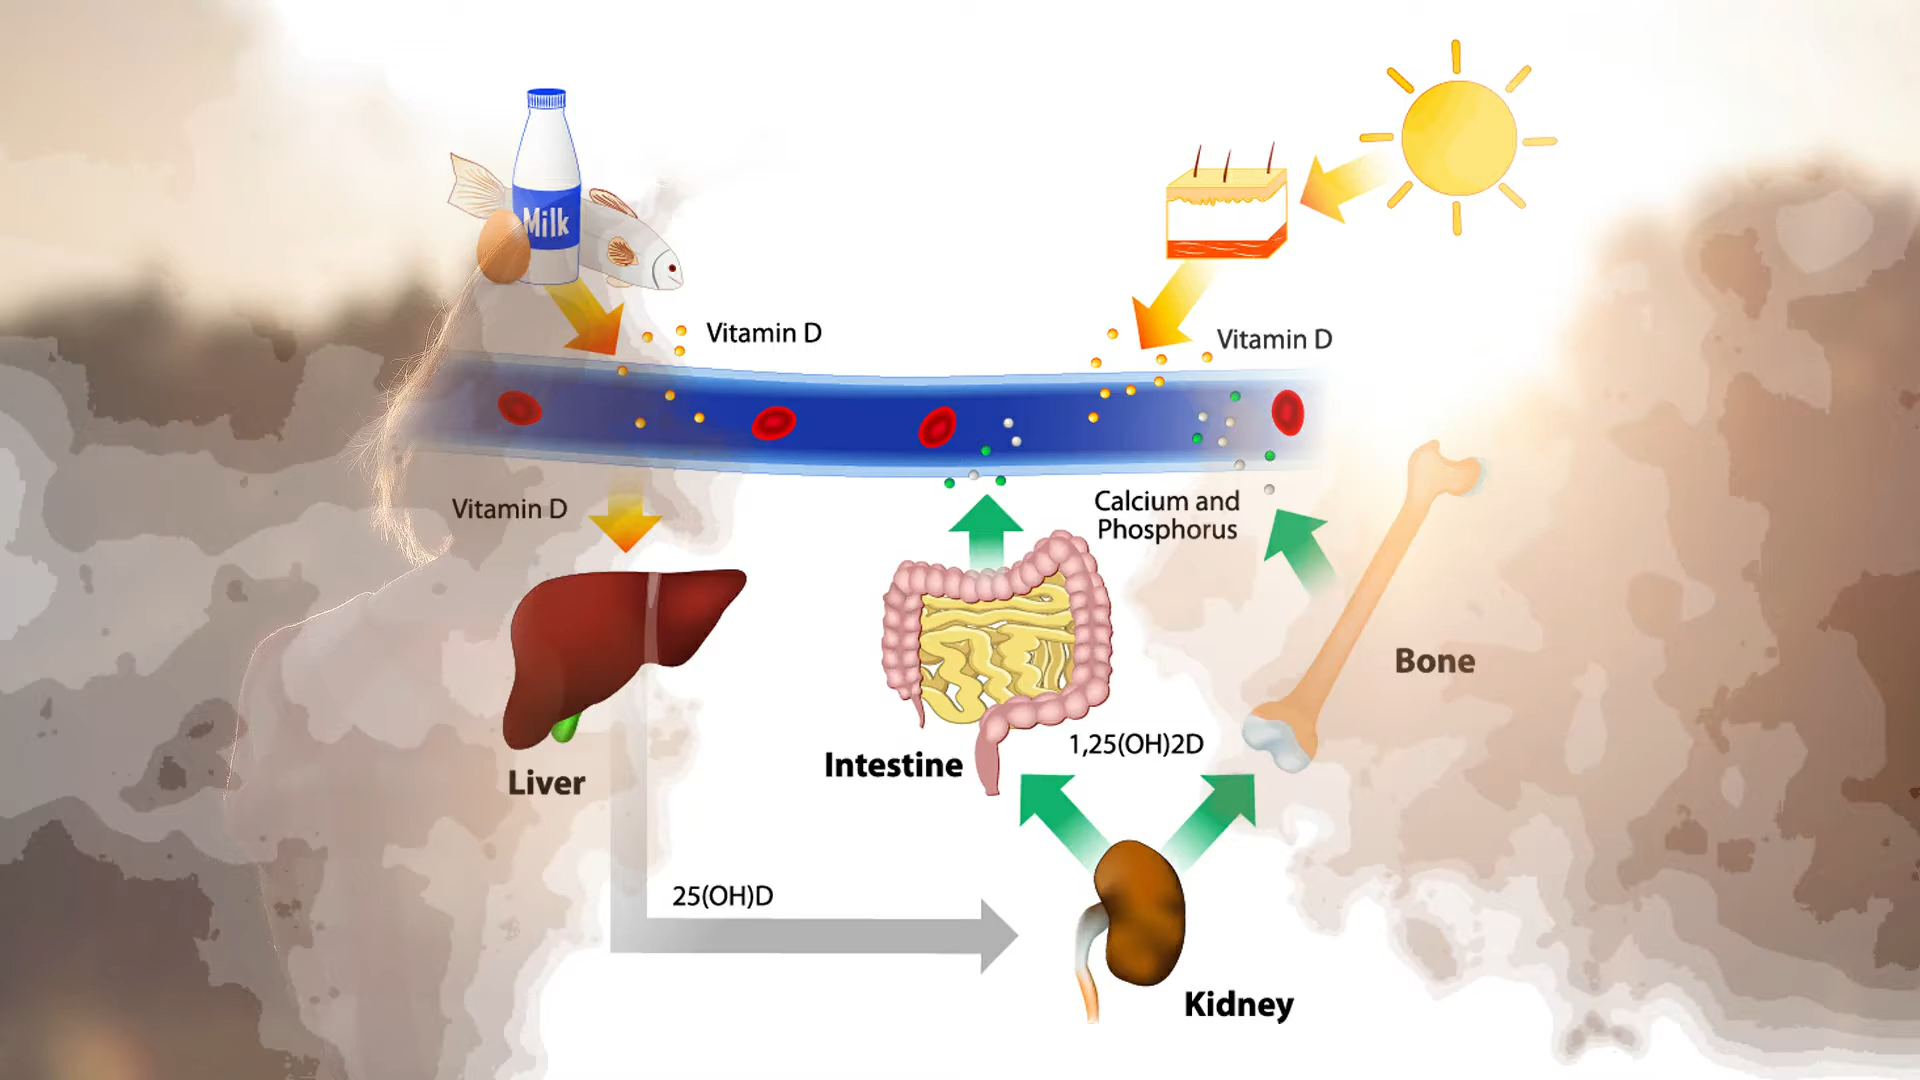 Milk
Vitamin D
Vitamin D
Vitamin D
Calcium and
Phosphorus
Bone
1,25(OH)2D
Intestine
Liver
25(OH)D
Kidney